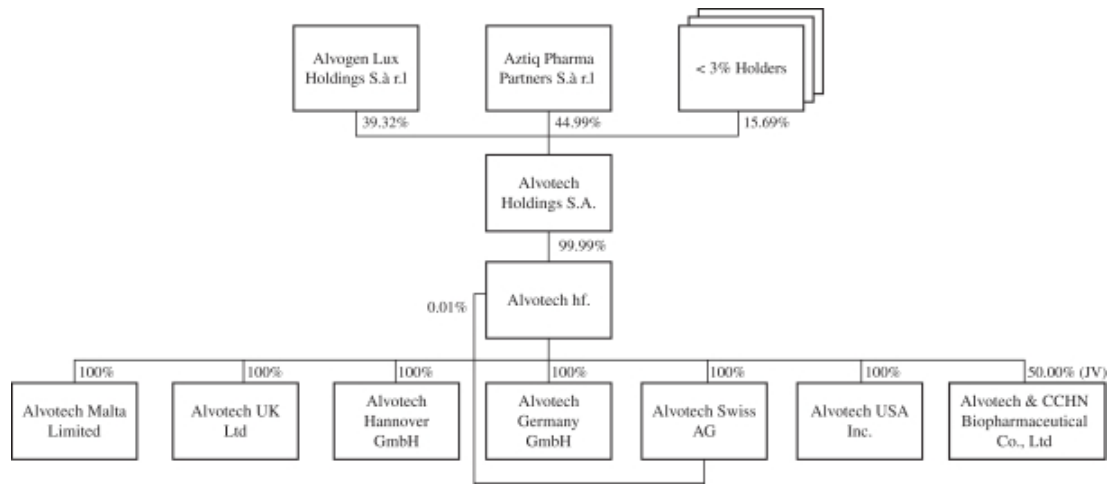 Alvogen Lux
Holdings S.à r.l
Aztiq Pharma
Partners S.à r.l
< 3% Holders
39.32%
44.99%
15.69%
Alvotech
Holdings S.A.
99.99%
Alvotech hf.
0.01%
100%
100%
100%
100%
100%
100%
50.00% (JV)
Alvotech Malta
Limited
Alvotech UK
Ltd
Alvotech
Hannover
GmbH
Alvotech
Germany
GmbH
Alvotech Swiss
AG
Alvotech USA
Inc.
Alvotech & CCHN
Biopharmaceutical
Co., Ltd